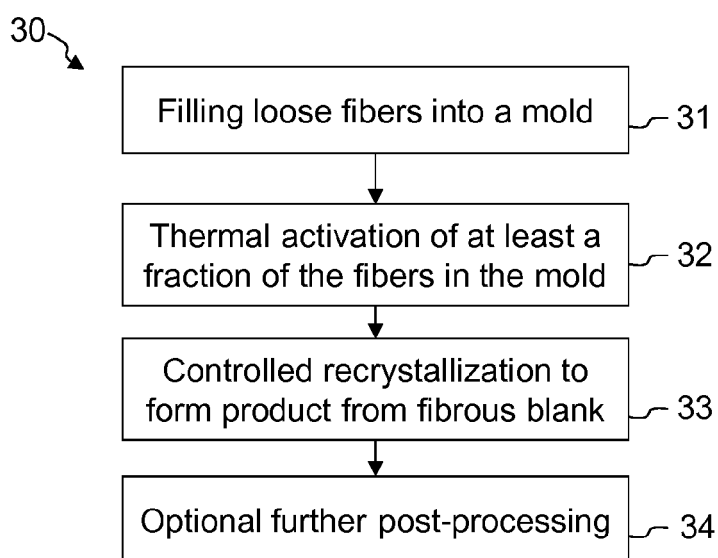 30
Filling loose fibers into a mold
31
Thermal activation of at least a
fraction of the fibers in the mold
32
Controlled recrystallization to
form product from fibrous blank
33
Optional further post-processing
34